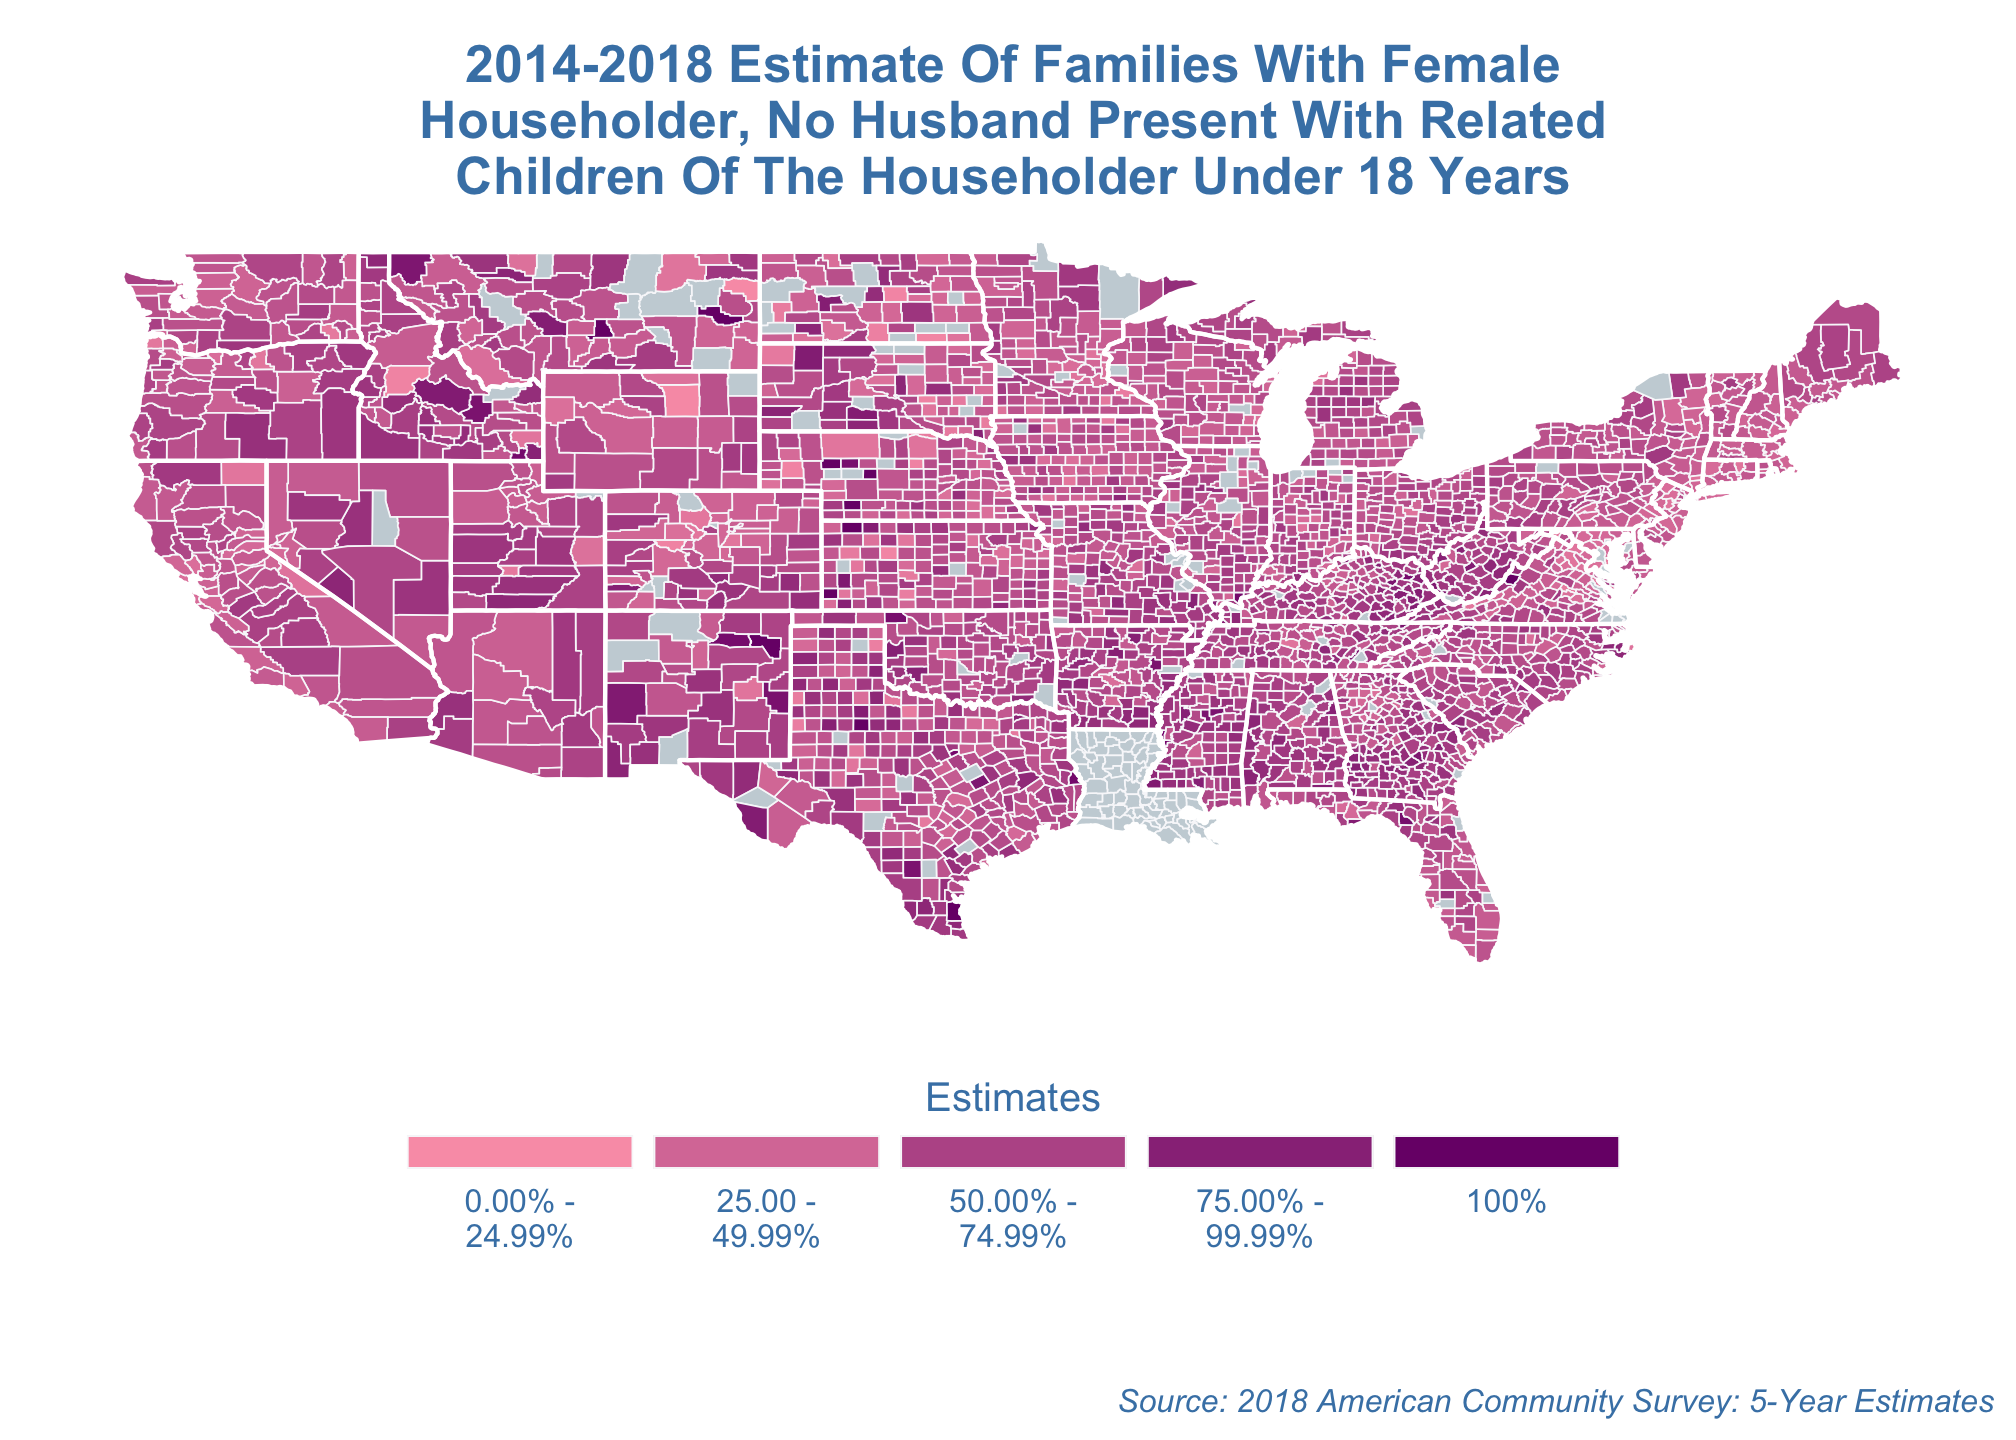 2014-2018 Estimate Of Families With Female
Householder, No Husband Present With Related
Children Of The Householder Under 18 Years
Estimates
0.00% -
24.99%
25.00 -
49.99%
50.00% -
74.99%
75.00% -
99.99%
100%
Source: 2018 American Community Survey: 5-Year Estimates